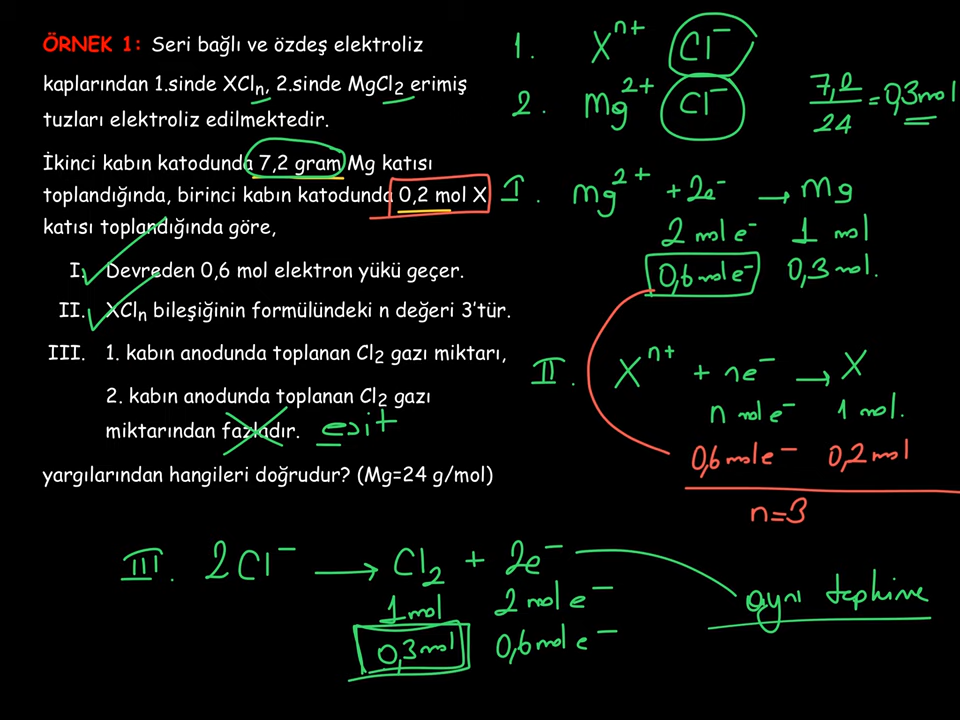 ÖRNEK 1: Seri bağlı ve özdeş elektroliz
kaplarından 1.sinde XClₙ, 2.sinde MgCl₂ erimiş
tuzları elektroliz edilmektedir.
İkinci kabın katodunda 7,2 gram Mg katısı
toplandığında, birinci kabın katodunda 0,2 mol X
katısı toplandığında göre,
I. Devreden 0,6 mol elektron yükü geçer.
II. XClₙ bileşiğinin formülündeki n değeri 3’tür.
III. 1. kabın anodunda toplanan Cl₂ gazı miktarı,
2. kabın anodunda toplanan Cl₂ gazı
miktarından fazladır. eşit
yargılarından hangileri doğrudur? (Mg=24 g/mol)
1. Xⁿ⁺ Cl⁻
2. Mg²⁺ Cl⁻
7,2/24 = 0,3 mol
I. Mg²⁺ + 2e⁻ → Mg
2 mol e⁻ 1 mol
0,6 mol e⁻ 0,3 mol.
II. Xⁿ⁺ + ne⁻ → X
n mol e⁻ 1 mol.
0,6 mol e⁻ 0,2 mol
n=3
III. 2Cl⁻ → Cl₂ + 2e⁻
1 mol 2 mol e⁻
0,3 mol 0,6 mol e⁻
aynı tepkime